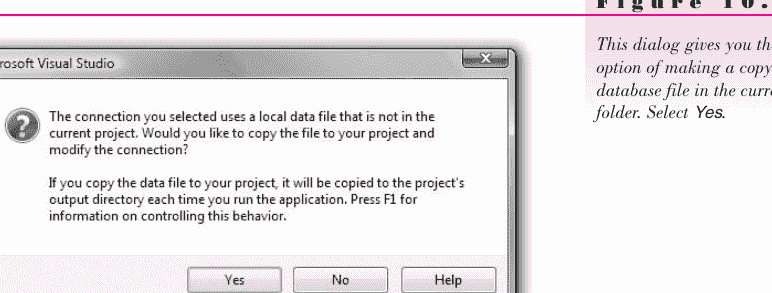 Figure 10.
This dialog gives you th
option of making a copy
database file in the curre
folder. Select Yes.
rosoft Visual Studio
The connection you selected uses a local data file that is not in the
current project. Would you like to copy the file to your project and
modify the connection?
If you copy the data file to your project, it will be copied to the project's
output directory each time you run the application. Press F1 for
information on controlling this behavior.
Yes
No
Help